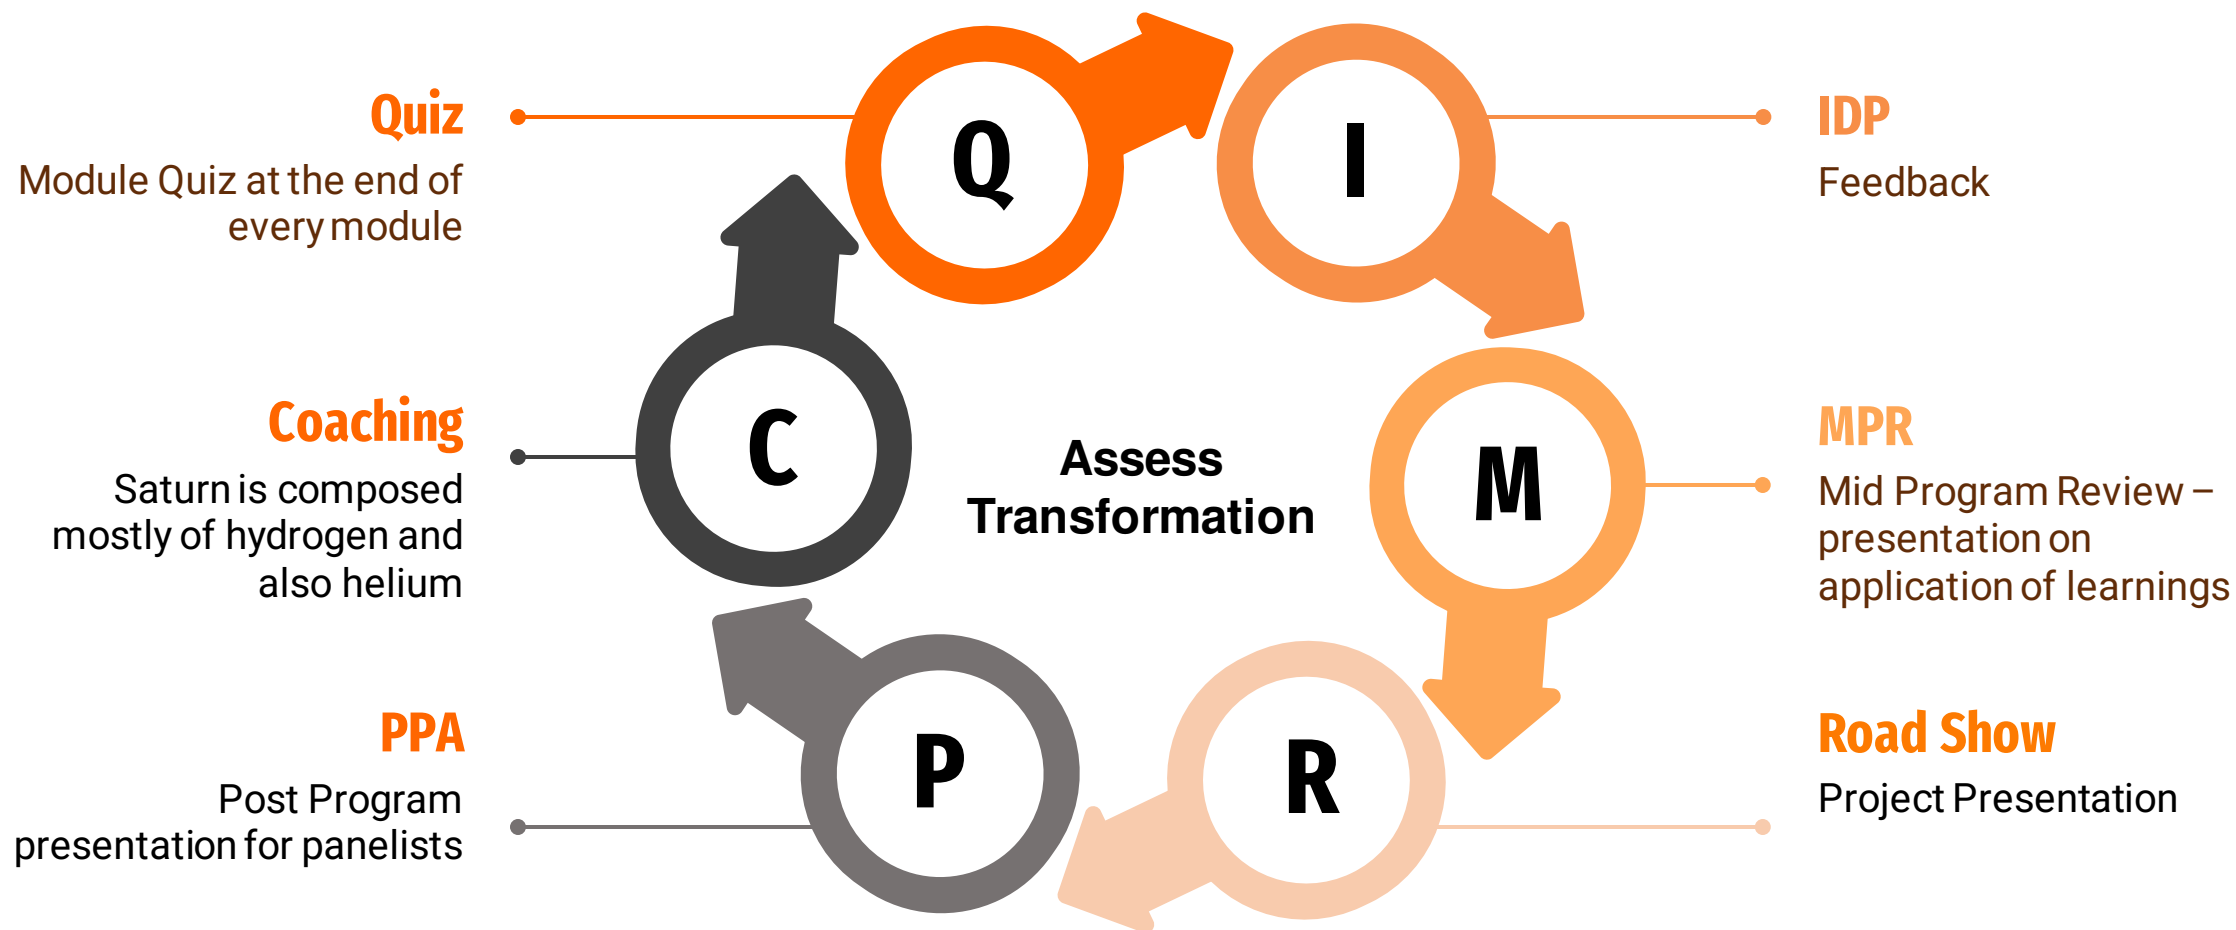 Quiz
Module Quiz at the end of
every module
Q
I
IDP
Feedback
Coaching
Saturn is composed
mostly of hydrogen and
also helium
C
Assess
Transformation
M
MPR
Mid Program Review –
presentation on
application of learnings
PPA
Post Program
presentation for panelists
P
R
Road Show
Project Presentation